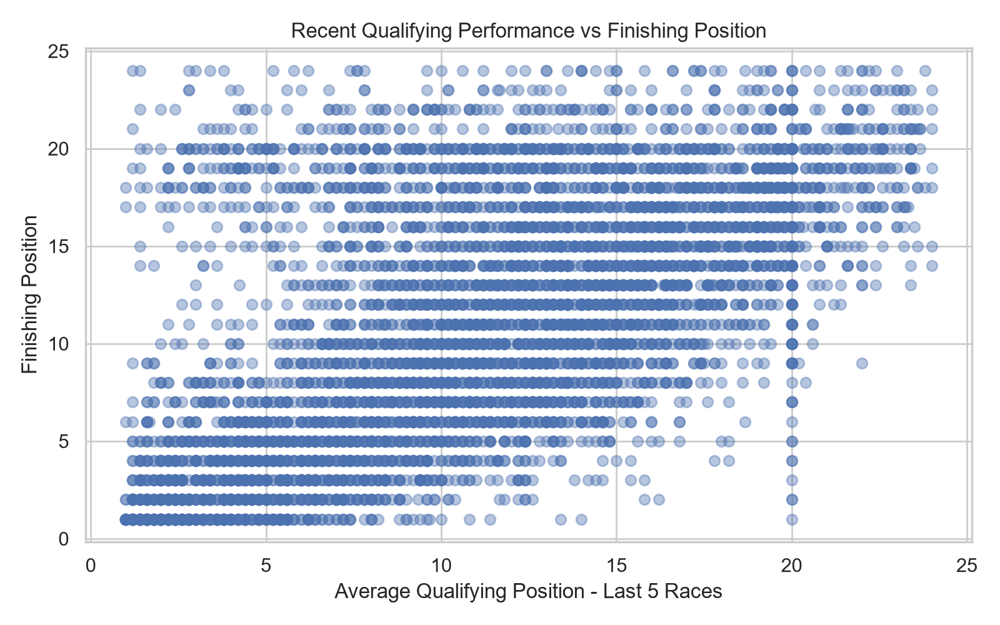 Recent Qualifying Performance vs Finishing Position
25
20
15
10
5
0
Finishing Position
0 5 10 15 20 25
Average Qualifying Position - Last 5 Races